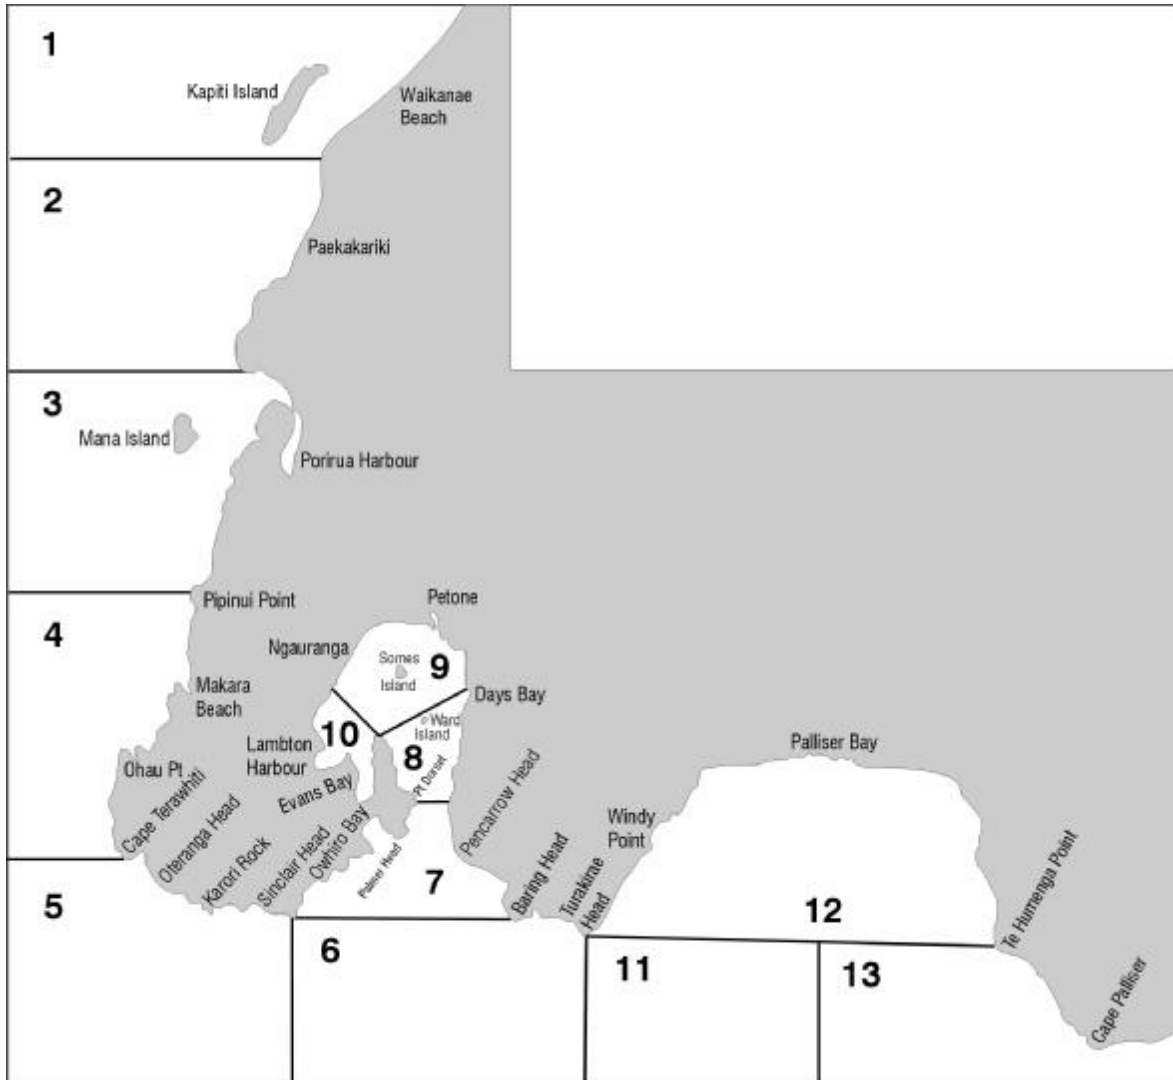 1
Kapiti Island
Waikanae
Beach
2
Paekakariki
3
Mana Island
Porirua Harbour
Pipinui Point
4
Petone
Ngauranga
Somes
Island
9
Makara
Beach
Days Bay
10
Ward
Island
Lambton
Harbour
8
Pt Dorset
Palliser Bay
Ohau Pt
Cape Terawhiti
Oteranga Head
Karori Rock
Sinclair Head
Owhiro Bay
Evans Bay
Palmer Head
Pencarrow Head
Windy
Point
Baring Head
Turakirae
Head
5
7
12
Te Humenga Point
6
11
13
Cape Palliser